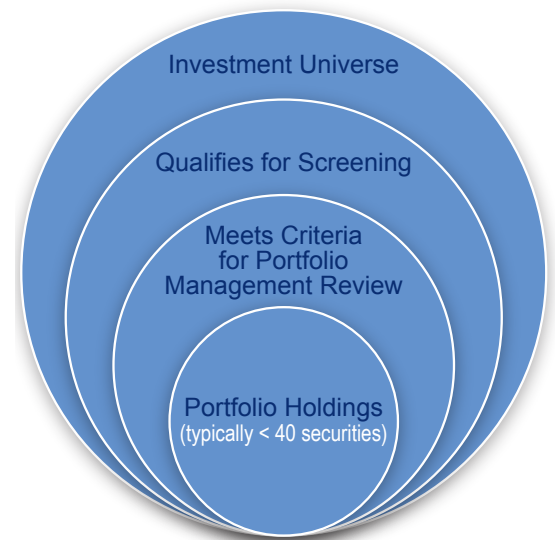 Investment Universe
Qualifies for Screening
Meets Criteria
for Portfolio
Management Review
Portfolio Holdings
(typically < 40 securities)